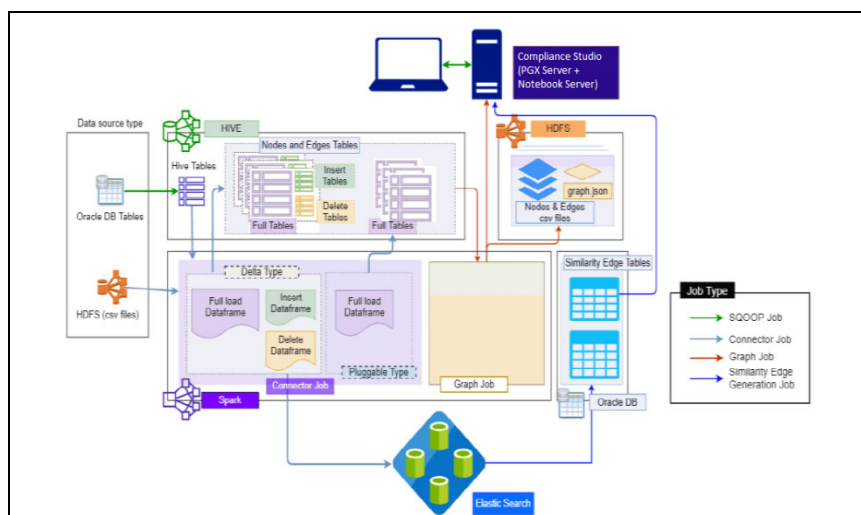 Compliance Studio
(PGX Server +
Notebook Server)
Data source type
HIVE
HDFS
Nodes and Edges Tables
Hive Tables
Insert
Tables
graph.json
Oracle DB Tables
Delete
Tables
Nodes & Edges
csv files
Full Tables
Full Tables
Delta Type
Similarity Edge Tables
HDFS (csv files)
Full load
Dataframe
Insert
Dataframe
Full load
Dataframe
Delete
Dataframe
Pluggable Type
Connector Job
Graph Job
Spark
Oracle DB
Elastic Search
Job Type
SQOOP Job
Connector Job
Graph Job
Similarity Edge
Generation Job